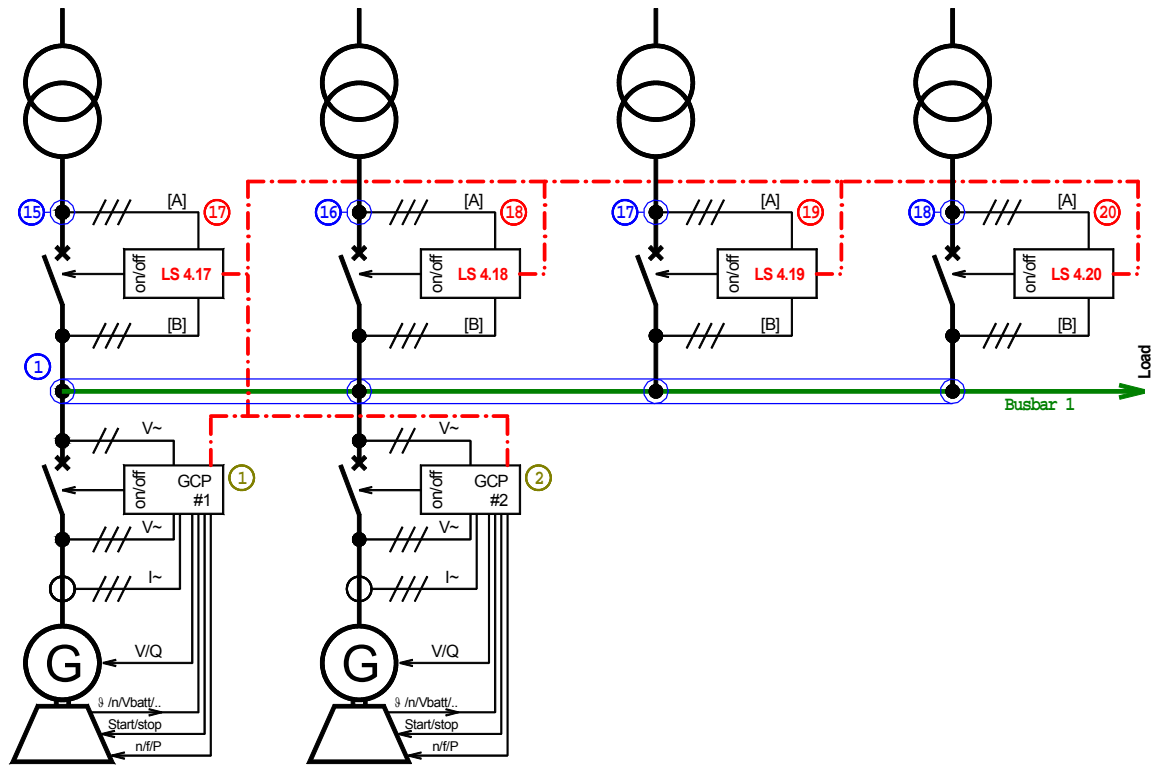 [A] [A] [A] [A]
15 17 16 18 17 19 18 20
on/off LS 4.17 on/off LS 4.18 on/off LS 4.19 on/off LS 4.20
[B] [B] [B] [B]
1
Load
Busbar 1
V~ V~
on/off GCP #1 1 on/off GCP #2 2
V~ V~
I~ I~
G G
V/Q V/Q
ϑ /n/Vbatt/.. ϑ /n/Vbatt/..
Start/stop Start/stop
n/f/P n/f/P